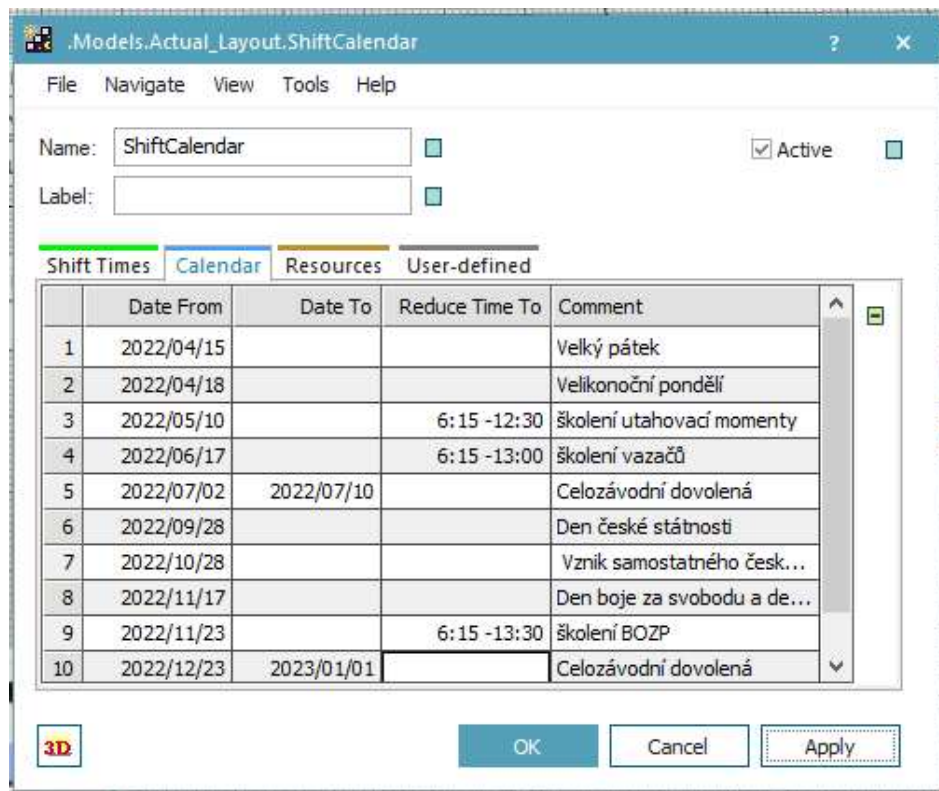 .Models.Actual_Layout.ShiftCalendar ? ×
File Navigate View Tools Help
Name: ShiftCalendar Active
Label:
Shift Times Calendar Resources User-defined
Date From Date To Reduce Time To Comment
1 2022/04/15 Velký pátek
2 2022/04/18 Velikonoční pondělí
3 2022/05/10 6:15 -12:30 školení utahovací momenty
4 2022/06/17 6:15 -13:00 školení vazačů
5 2022/07/02 2022/07/10 Celozávodní dovolená
6 2022/09/28 Den české státnosti
7 2022/10/28 Vznik samostatného česk...
8 2022/11/17 Den boje za svobodu a de...
9 2022/11/23 6:15 -13:30 školení BOZP
10 2022/12/23 2023/01/01 Celozávodní dovolená
3D OK Cancel Apply